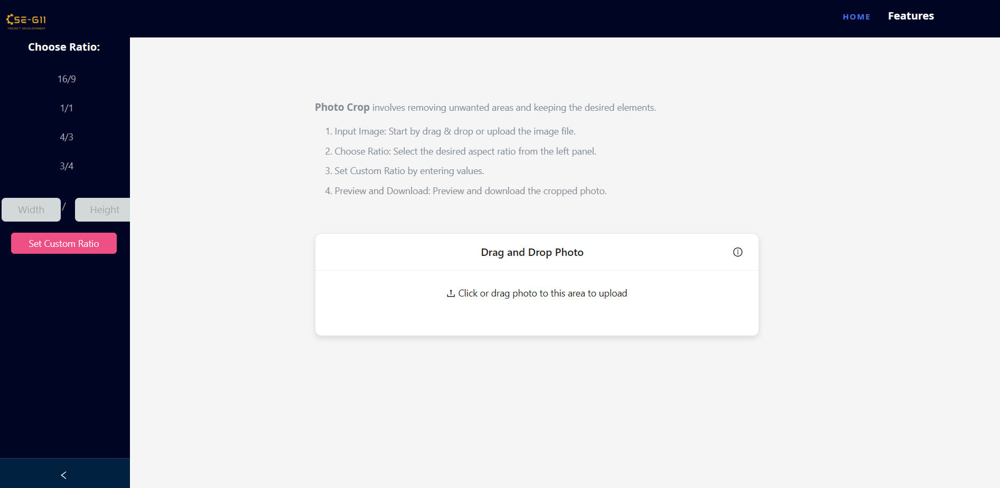 CSE-G11
PROJECT DEVELOPEMENT
HOME
Features
Choose Ratio:
16/9
1/1
4/3
3/4
Width / Height
Set Custom Ratio
Photo Crop involves removing unwanted areas and keeping the desired elements.
1. Input Image: Start by drag & drop or upload the image file.
2. Choose Ratio: Select the desired aspect ratio from the left panel.
3. Set Custom Ratio by entering values.
4. Preview and Download: Preview and download the cropped photo.
Drag and Drop Photo
Click or drag photo to this area to upload